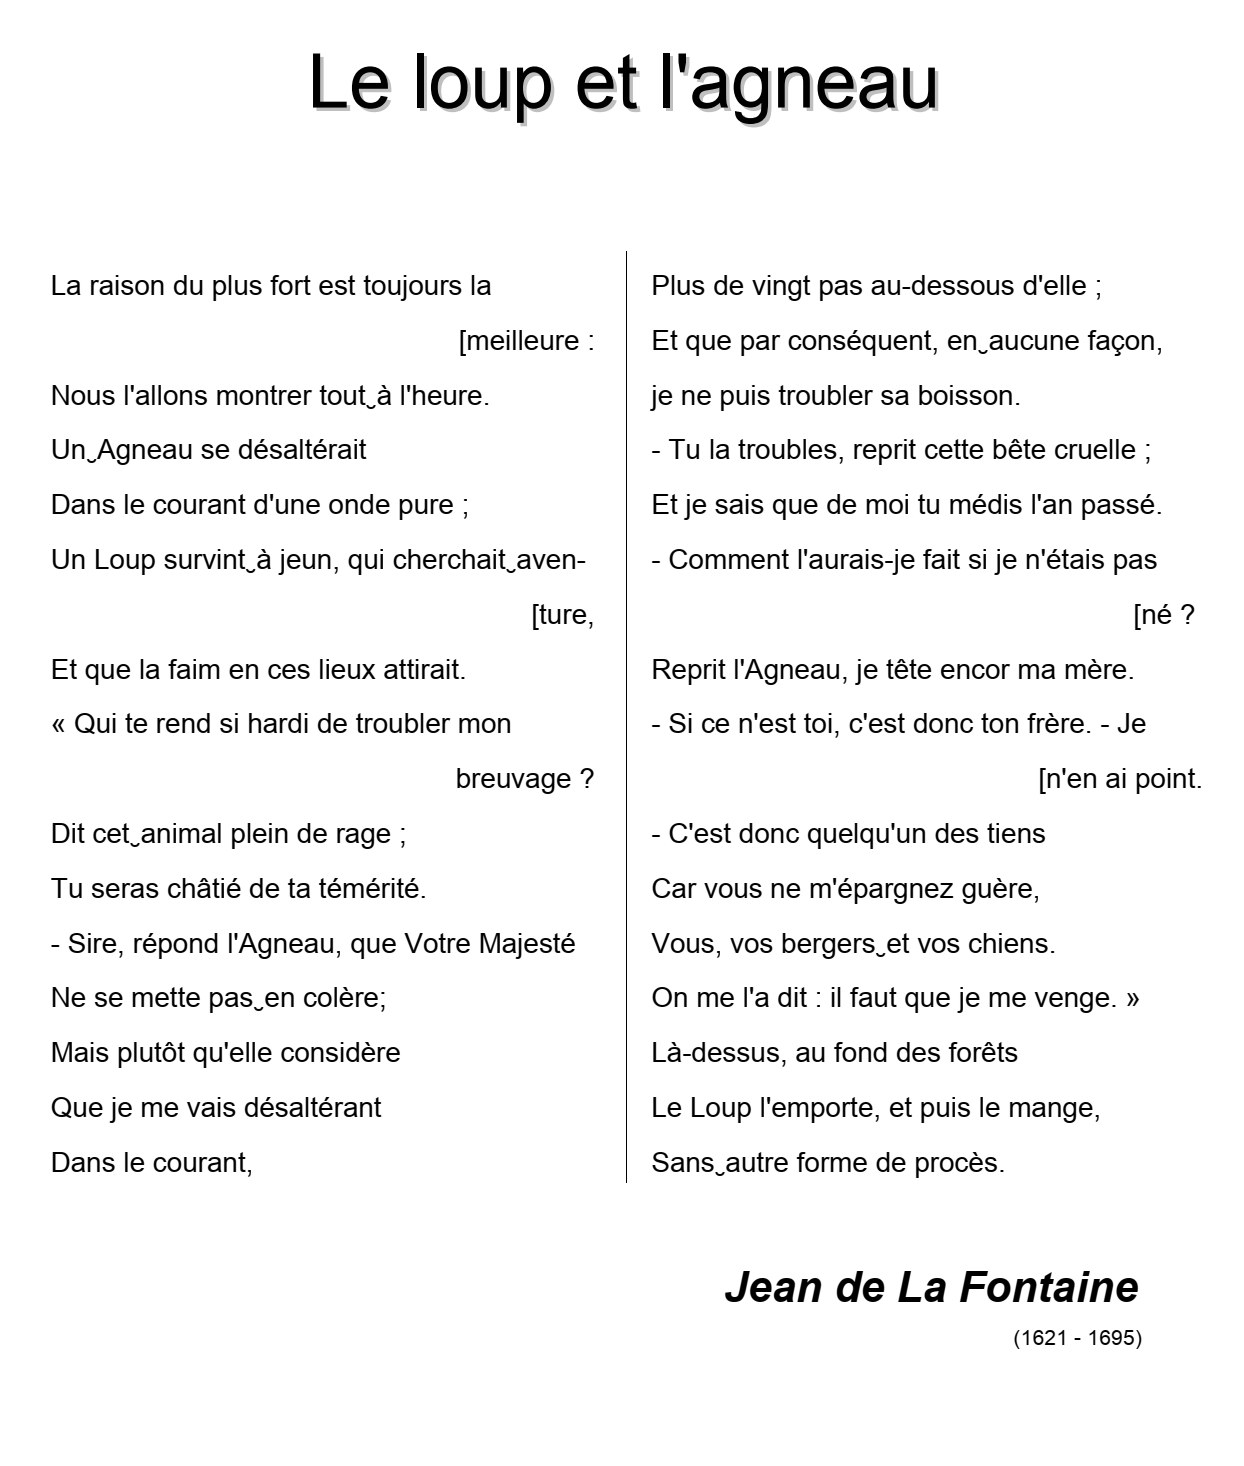 Le loup et l'agneau
La raison du plus fort est toujours la
[meilleure :
Nous l'allons montrer tout‿à l'heure.
Un‿Agneau se désaltérait
Dans le courant d'une onde pure ;
Un Loup survint‿à jeun, qui cherchait‿aven-
[ture,
Et que la faim en ces lieux attirait.
« Qui te rend si hardi de troubler mon
breuvage ?
Dit cet‿animal plein de rage ;
Tu seras châtié de ta témérité.
- Sire, répond l'Agneau, que Votre Majesté
Ne se mette pas‿en colère;
Mais plutôt qu'elle considère
Que je me vais désaltérant
Dans le courant,
Plus de vingt pas au-dessous d'elle ;
Et que par conséquent, en‿aucune façon,
je ne puis troubler sa boisson.
- Tu la troubles, reprit cette bête cruelle ;
Et je sais que de moi tu médis l'an passé.
- Comment l'aurais-je fait si je n'étais pas
[né ?
Reprit l'Agneau, je tête encor ma mère.
- Si ce n'est toi, c'est donc ton frère. - Je
[n'en ai point.
- C'est donc quelqu'un des tiens
Car vous ne m'épargnez guère,
Vous, vos bergers‿et vos chiens.
On me l'a dit : il faut que je me venge. »
Là-dessus, au fond des forêts
Le Loup l'emporte, et puis le mange,
Sans‿autre forme de procès.
Jean de La Fontaine
(1621 - 1695)